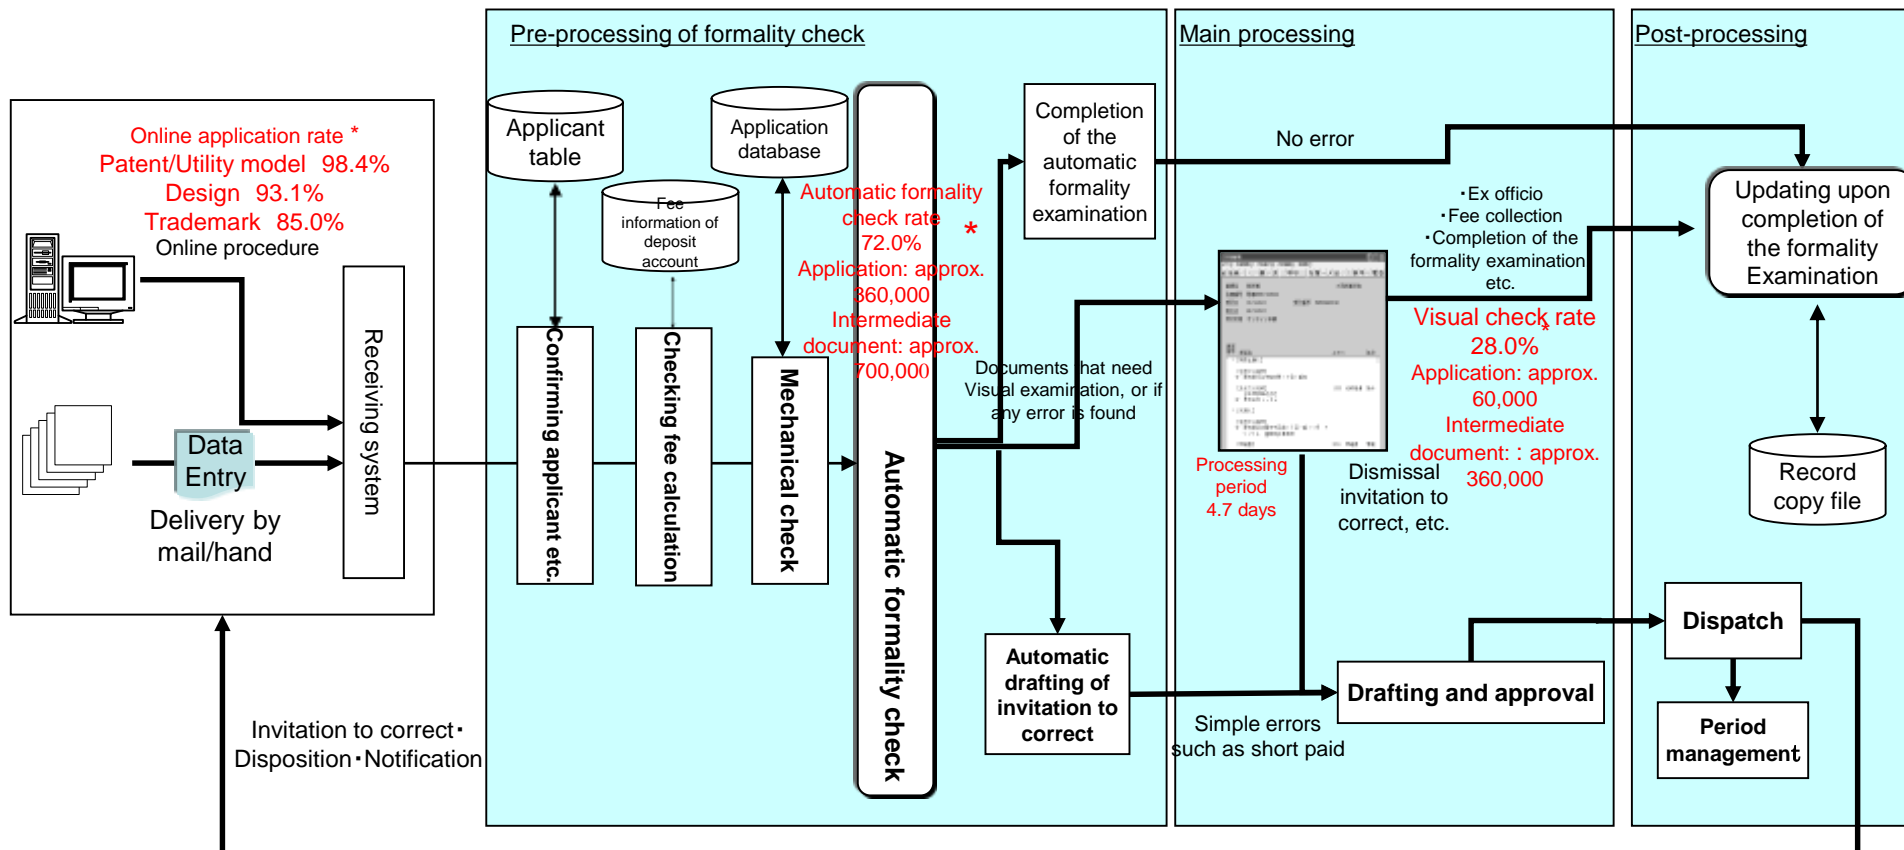 Pre-processing of formality check
Main processing
Post-processing
Online application rate *
Patent/Utility model 98.4%
Design 93.1%
Trademark 85.0%
Online procedure
Receiving system
Data
Entry
Delivery by
mail/hand
Invitation to correct・
Disposition・Notification
Applicant
table
Fee
information of
deposit
account
Application
database
Confirming applicant etc.
Checking fee calculation
Mechanical check
Automatic formality check
Automatic formality
check rate
72.0%
*
Application: approx.
360,000
Intermediate
document: approx.
700,000
Completion
of the
automatic
formality
examination
No error
Documents that need
Visual examination, or if
any error is found
Automatic
drafting of
invitation to
correct
・Ex officio
・Fee collection
・Completion of the
formality examination
etc.
Visual check rate
*
28.0%
Application: approx.
60,000
Intermediate
document: : approx.
360,000
Processing
period
4.7 days
Dismissal
invitation to
correct, etc.
Simple errors
such as short paid
Drafting and approval
Updating upon
completion of
the formality
Examination
Record
copy file
Dispatch
Period
management